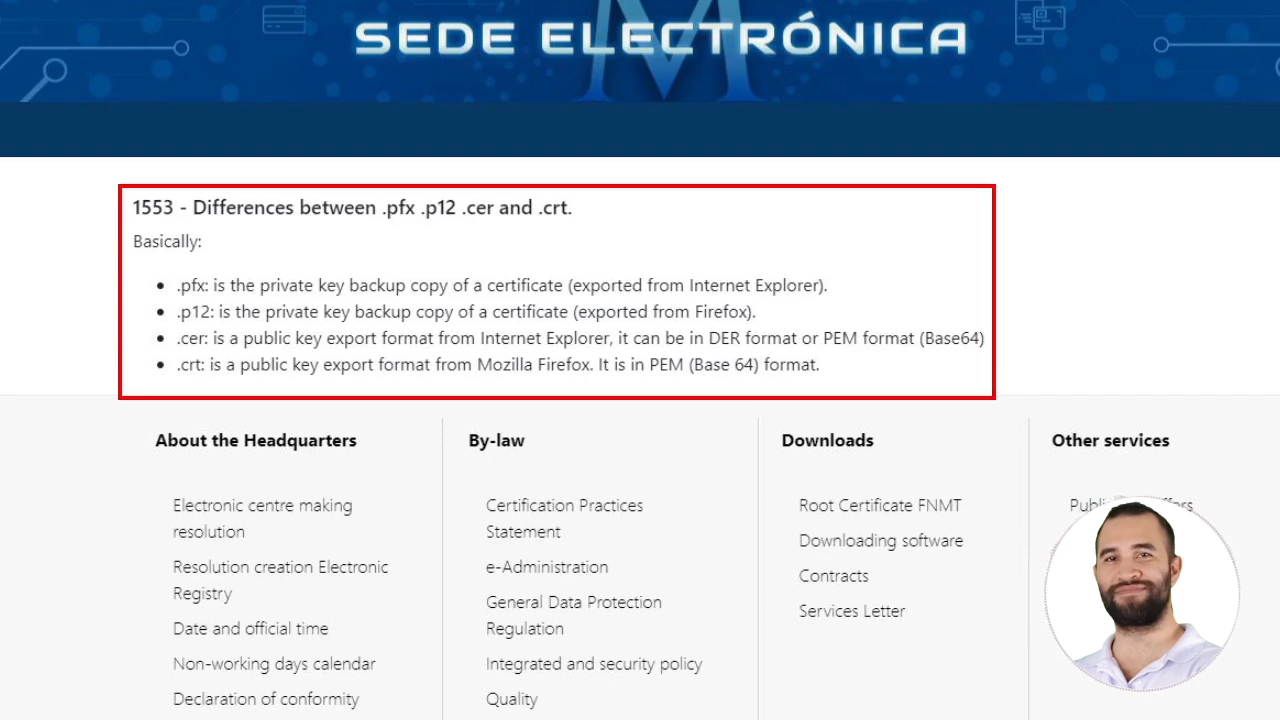 SEDE ELECTRÓNICA
1553 - Differences between .pfx .p12 .cer and .crt.
Basically:
.pfx: is the private key backup copy of a certificate (exported from Internet Explorer).
.p12: is the private key backup copy of a certificate (exported from Firefox).
.cer: is a public key export format from Internet Explorer, it can be in DER format or PEM format (Base64)
.crt: is a public key export format from Mozilla Firefox. It is in PEM (Base 64) format.
About the Headquarters
Electronic centre making
resolution
Resolution creation Electronic
Registry
Date and official time
Non-working days calendar
Declaration of conformity
By-law
Certification Practices
Statement
e-Administration
General Data Protection
Regulation
Integrated and security policy
Quality
Downloads
Root Certificate FNMT
Downloading software
Contracts
Services Letter
Other services